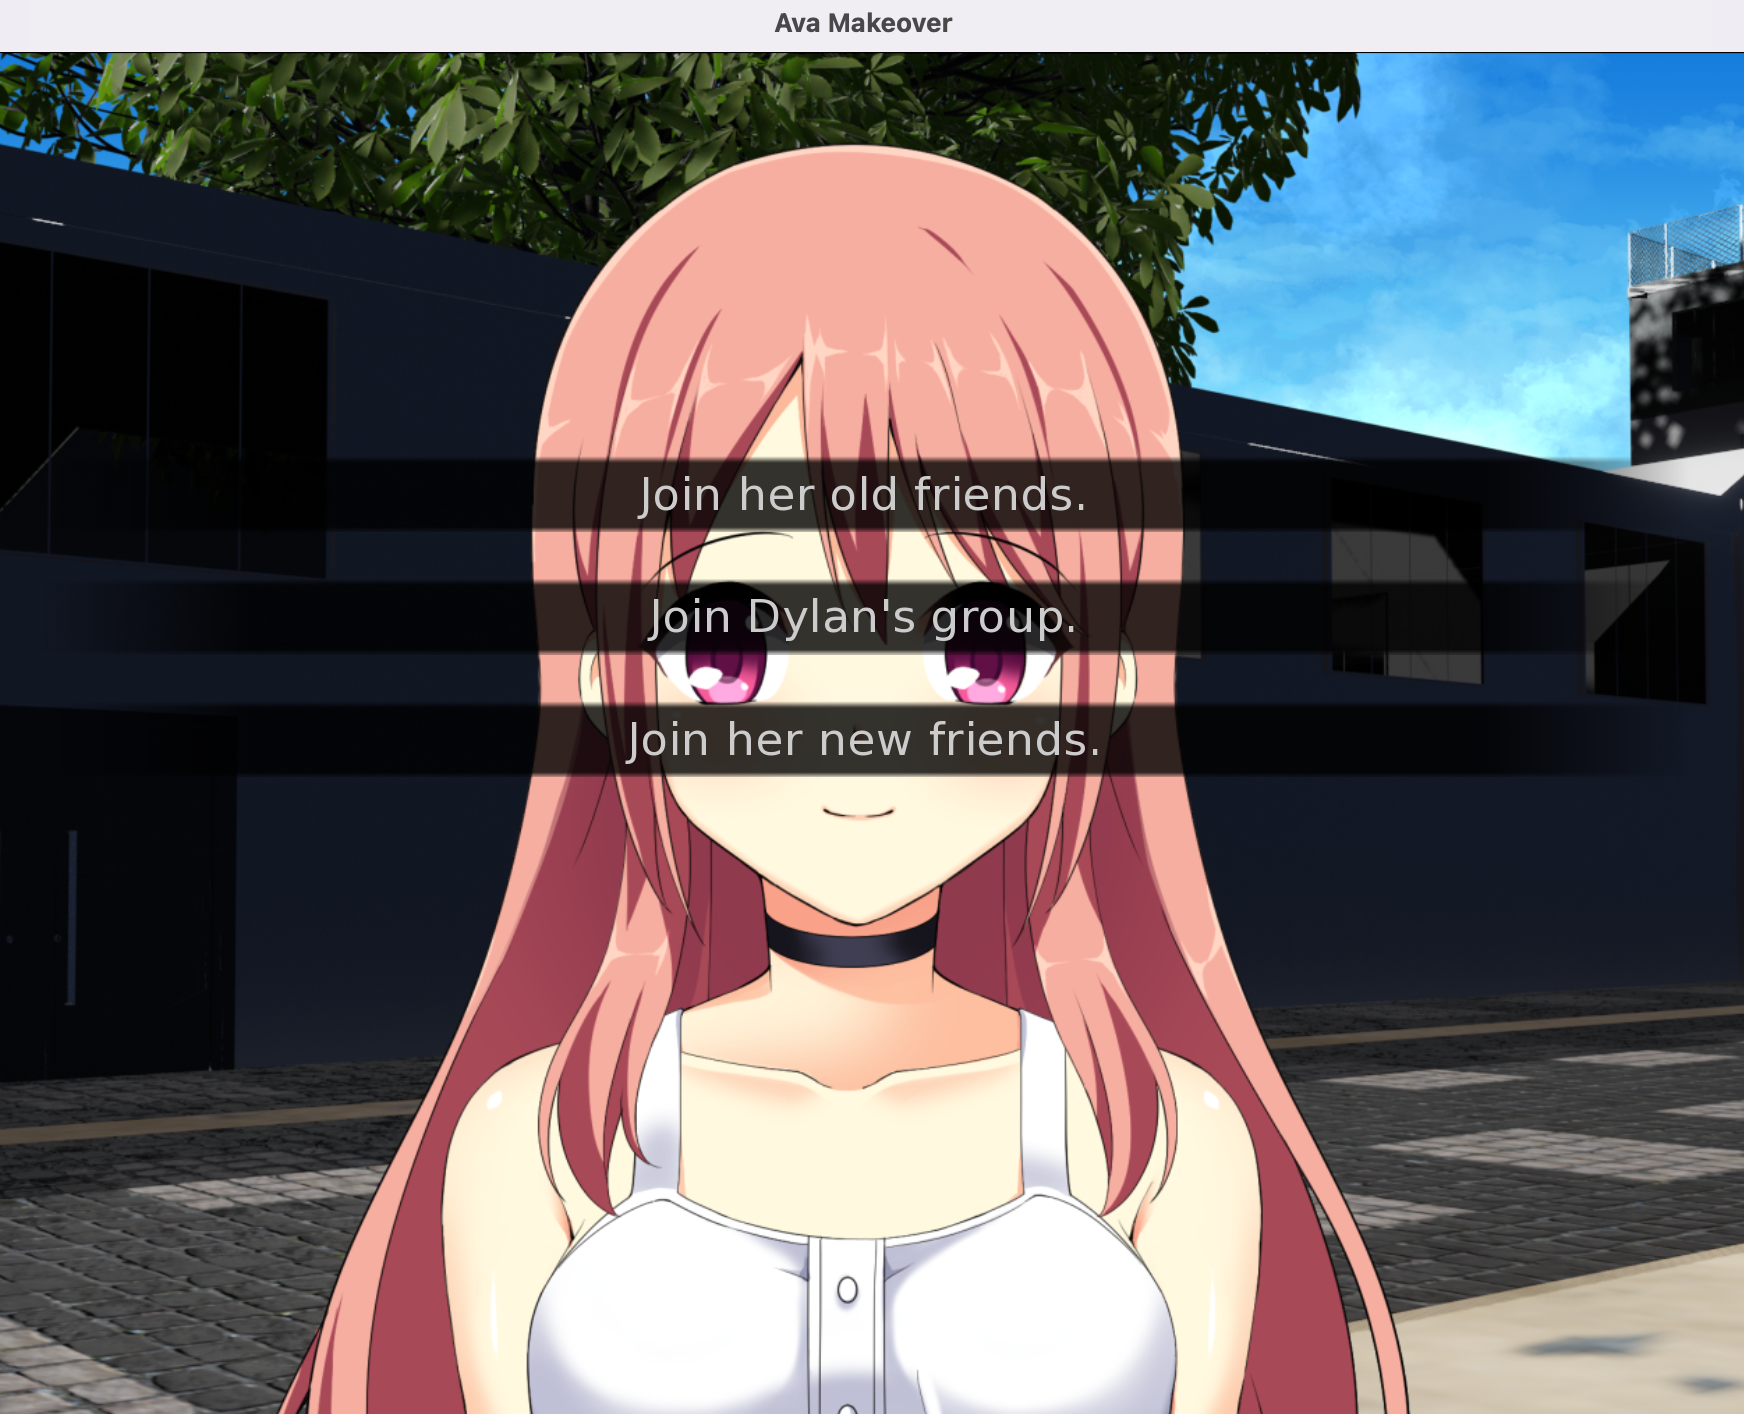 Ava Makeover
Join her old friends.
Join Dylan's group.
Join her new friends.